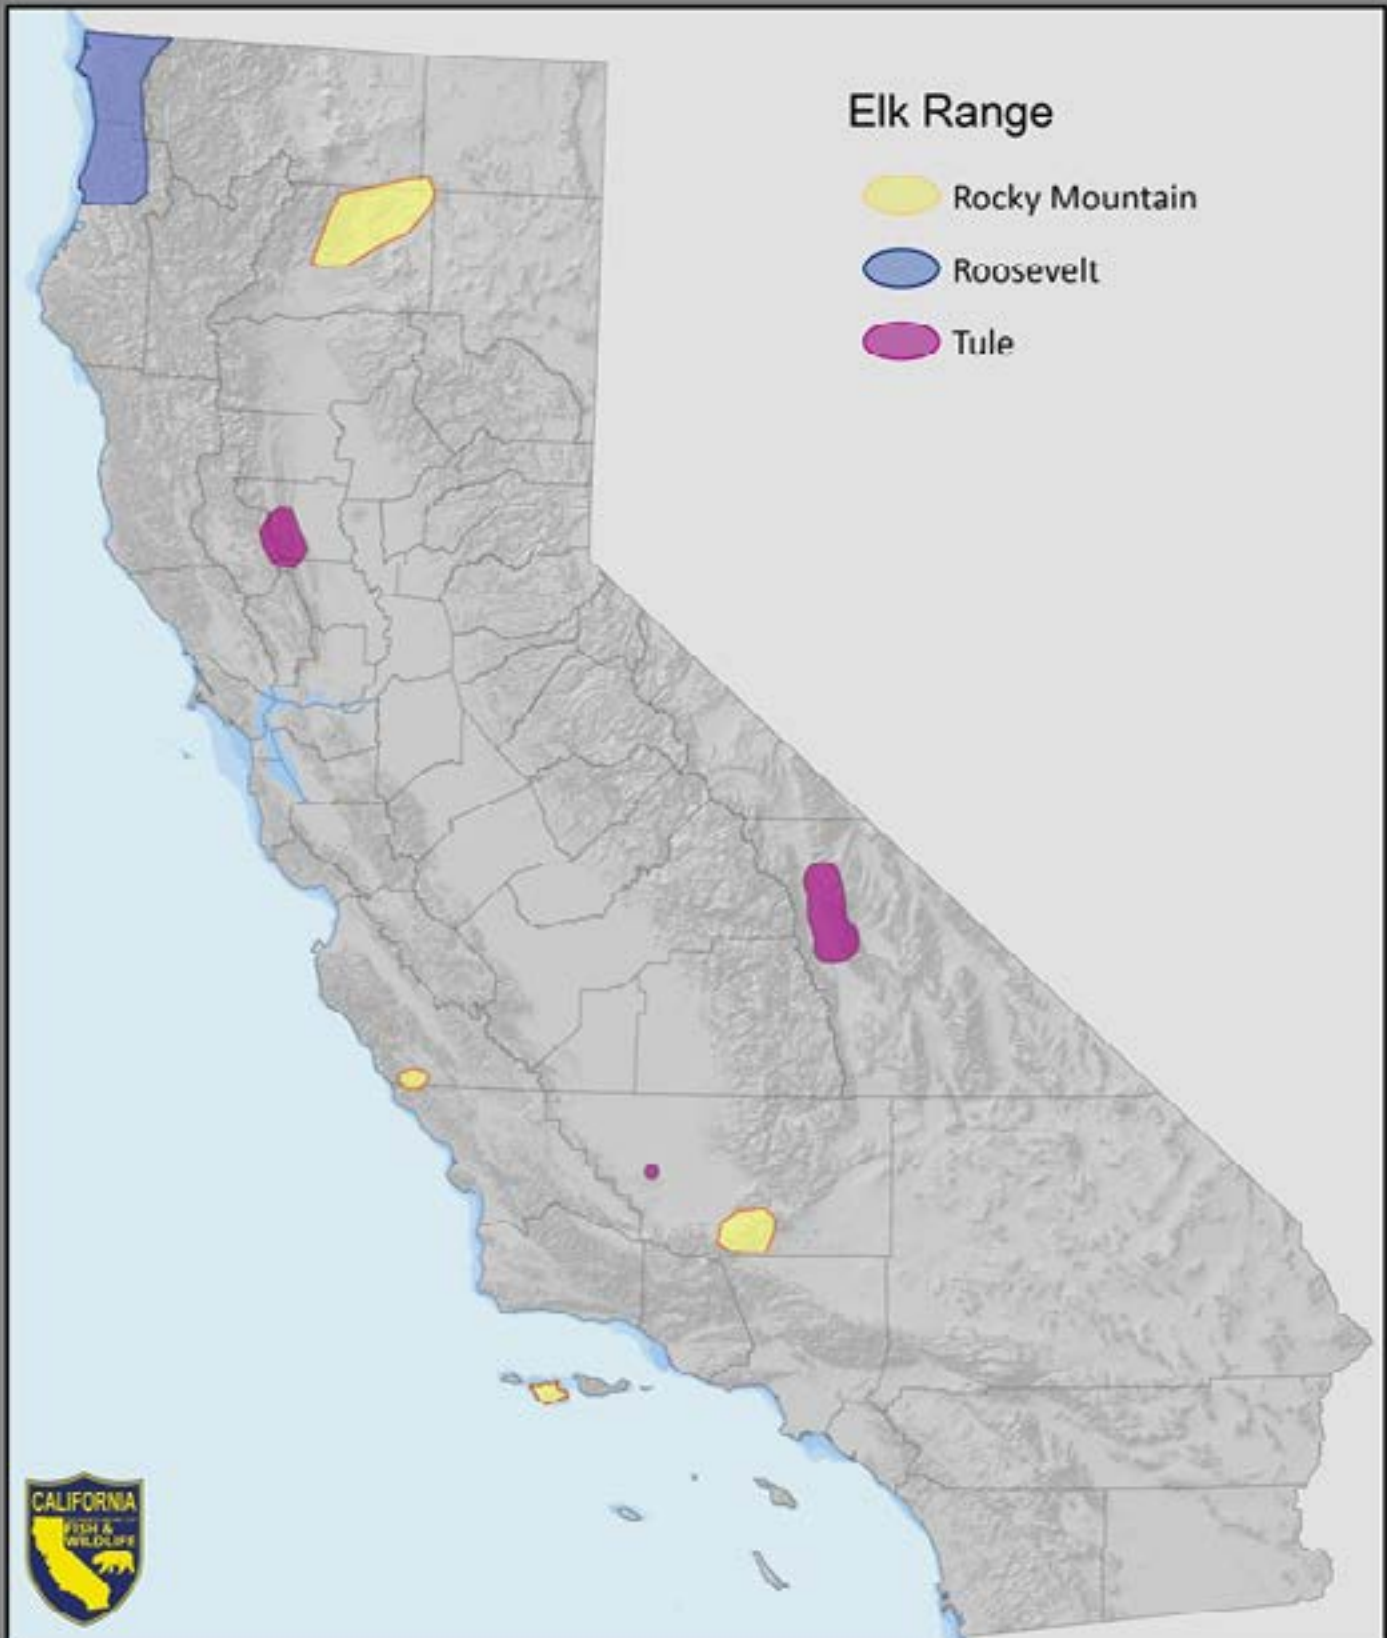 Elk Range
Rocky Mountain
Roosevelt
Tule
CALIFORNIA
FISH &
WILDLIFE